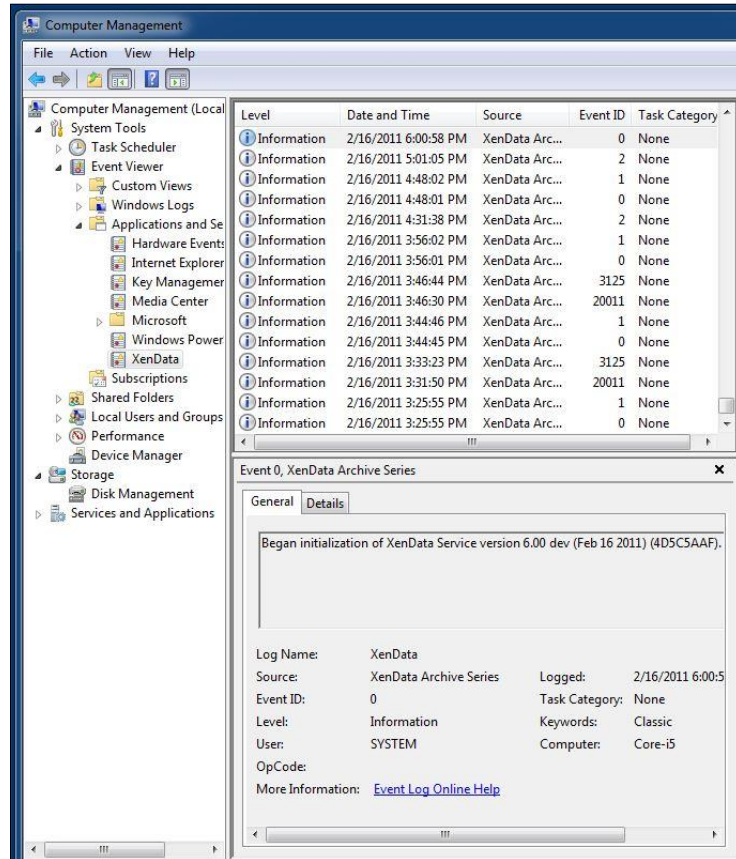 Computer Management
File Action View Help
Computer Management (Local
System Tools
Task Scheduler
Event Viewer
Custom Views
Windows Logs
Applications and Se
Hardware Events
Internet Explorer
Key Managemer
Media Center
Microsoft
Windows Power
XenData
Subscriptions
Shared Folders
Local Users and Groups
Performance
Device Manager
Storage
Disk Management
Services and Applications
Level Date and Time Source Event ID Task Category
Information 2/16/2011 6:00:58 PM XenData Arc... 0 None
Information 2/16/2011 5:01:05 PM XenData Arc... 2 None
Information 2/16/2011 4:48:02 PM XenData Arc... 1 None
Information 2/16/2011 4:48:01 PM XenData Arc... 0 None
Information 2/16/2011 4:31:38 PM XenData Arc... 2 None
Information 2/16/2011 3:56:02 PM XenData Arc... 1 None
Information 2/16/2011 3:56:01 PM XenData Arc... 0 None
Information 2/16/2011 3:46:44 PM XenData Arc... 3125 None
Information 2/16/2011 3:46:30 PM XenData Arc... 20011 None
Information 2/16/2011 3:44:46 PM XenData Arc... 1 None
Information 2/16/2011 3:44:45 PM XenData Arc... 0 None
Information 2/16/2011 3:33:23 PM XenData Arc... 3125 None
Information 2/16/2011 3:31:50 PM XenData Arc... 20011 None
Information 2/16/2011 3:25:55 PM XenData Arc... 1 None
Information 2/16/2011 3:25:55 PM XenData Arc... 0 None
Event 0, XenData Archive Series
General Details
Began initialization of XenData Service version 6.00 dev (Feb 16 2011) (4D5C5AAF).
Log Name: XenData
Source: XenData Archive Series Logged: 2/16/2011 6:00:5
Event ID: 0 Task Category: None
Level: Information Keywords: Classic
User: SYSTEM Computer: Core-i5
OpCode:
More Information: Event Log Online Help